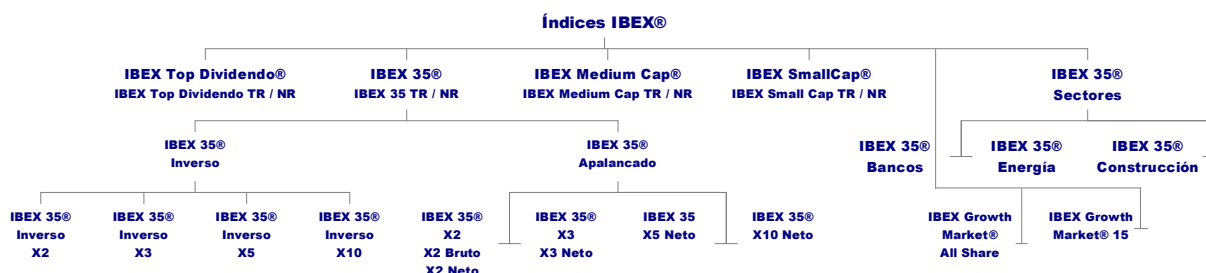 Índices IBEX®
IBEX Top Dividendo®
IBEX Top Dividendo TR / NR
IBEX 35®
IBEX 35 TR / NR
IBEX Medium Cap®
IBEX Medium Cap TR / NR
IBEX SmallCap®
IBEX Small Cap TR / NR
IBEX 35®
Sectores
IBEX 35®
Inverso
IBEX 35®
Apalancado
IBEX 35®
Bancos
IBEX 35®
Energía
IBEX 35®
Construcción
IBEX 35®
Inverso
X2
IBEX 35®
Inverso
X3
IBEX 35®
Inverso
X5
IBEX 35®
Inverso
X10
IBEX 35®
X2
X2 Bruto
X2 Neto
IBEX 35®
X3
X3 Neto
IBEX 35
X5 Neto
IBEX 35®
X10 Neto
IBEX Growth
Market®
All Share
IBEX Growth
Market® 15